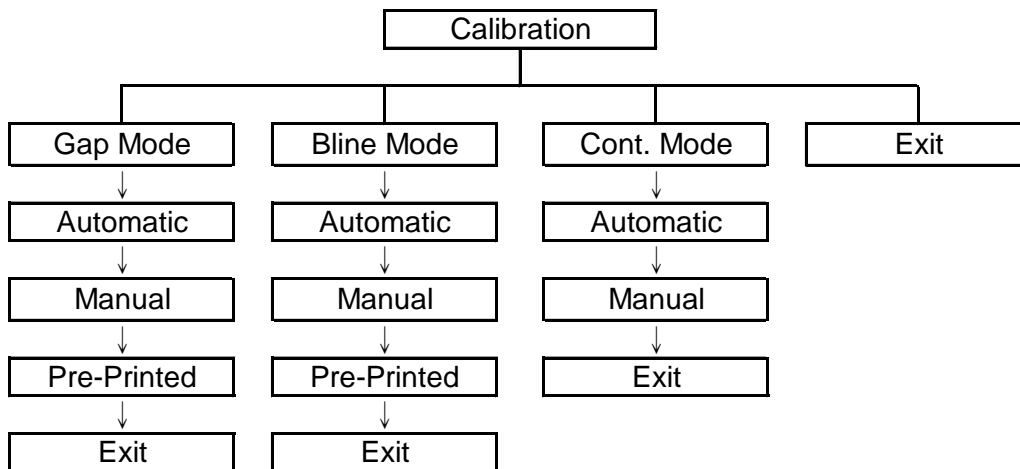 Calibration
Gap Mode
Bline Mode
Cont. Mode
Exit
Automatic
Automatic
Automatic
Manual
Manual
Manual
Pre-Printed
Pre-Printed
Exit
Exit
Exit